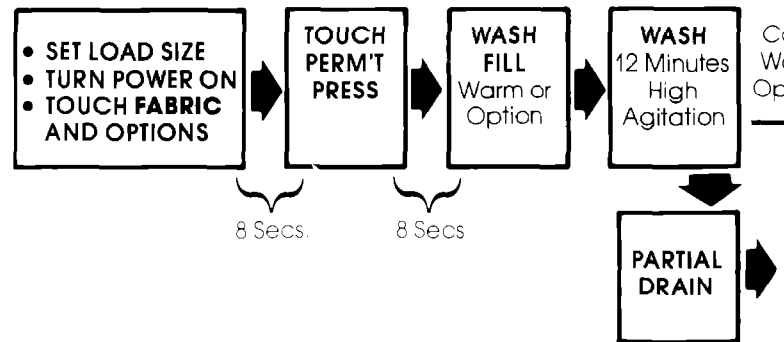 • SET LOAD SIZE
• TURN POWER ON
• TOUCH FABRIC
AND OPTIONS
TOUCH
PERM'T
PRESS
WASH
FILL
Warm or
Option
WASH
12 Minutes
High
Agitation
8 Secs.
8 Secs
PARTIAL
DRAIN